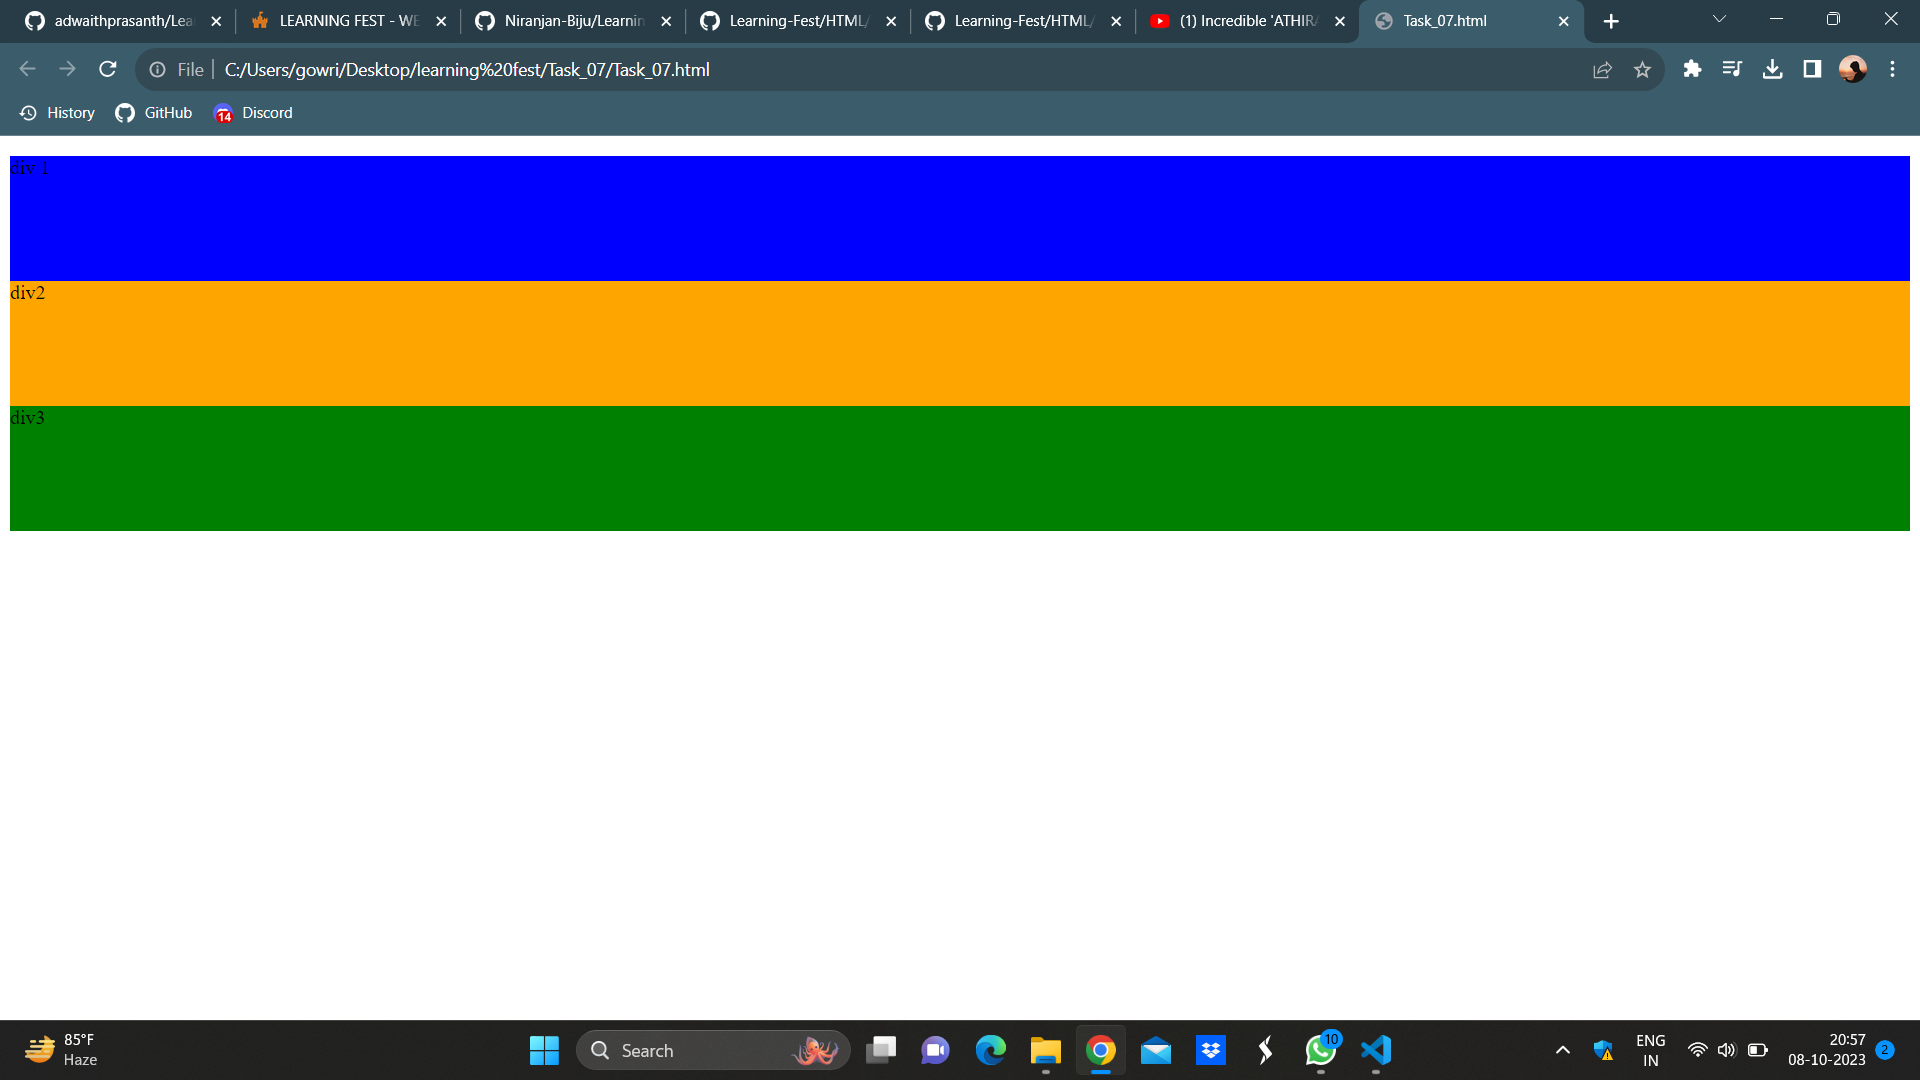 adwaithprasanth/Lea
LEARNING FEST - WE
Niranjan-Biju/Learnin
Learning-Fest/HTML/
Learning-Fest/HTML/
(1) Incredible 'ATHIRA
Task_07.html
File
C:/Users/gowri/Desktop/learning%20fest/Task_07/Task_07.html
History
GitHub
14
Discord
div 1
div2
div3
85°F
Haze
Search
10
ENG
IN
20:57
08-10-2023
2